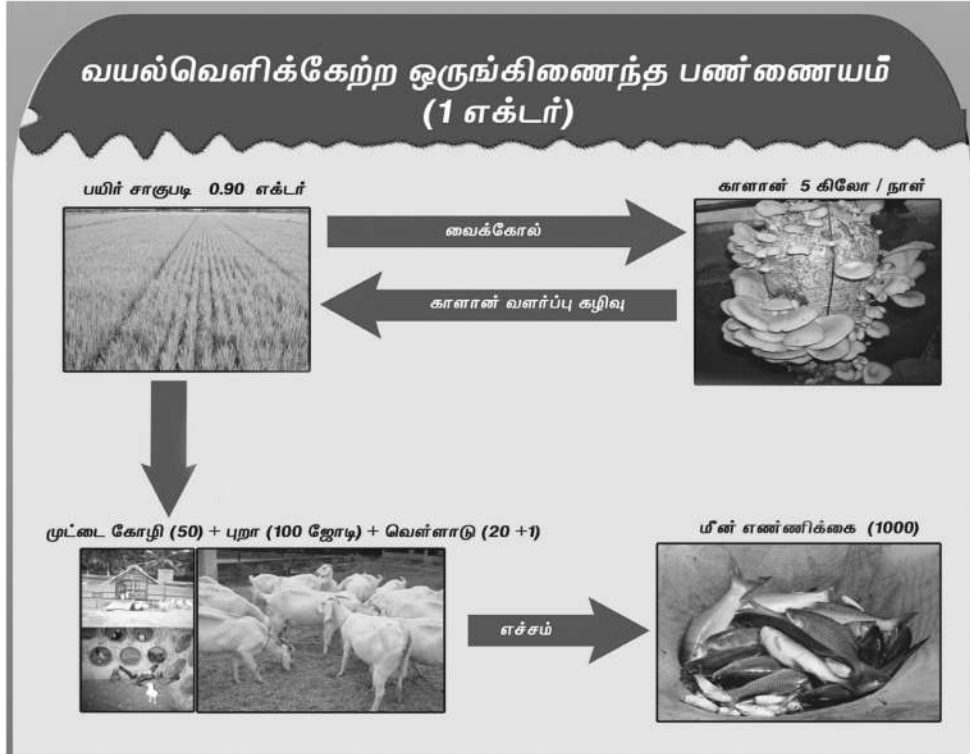 வயல்வெளிக்கேற்ற ஒருங்கிணைந்த பண்ணையம்
(1 எக்டர்)
பயிர் சாகுபடி 0.90 எக்டர்
காளான் 5 கிலோ / நாள்
வைக்கோல்
காளான் வளர்ப்பு கழிவு
முட்டை கோழி (50) + புறா (100 ஜோடி) + வெள்ளாடு (20 +1)
மீன் எண்ணிக்கை (1000)
எச்சம்